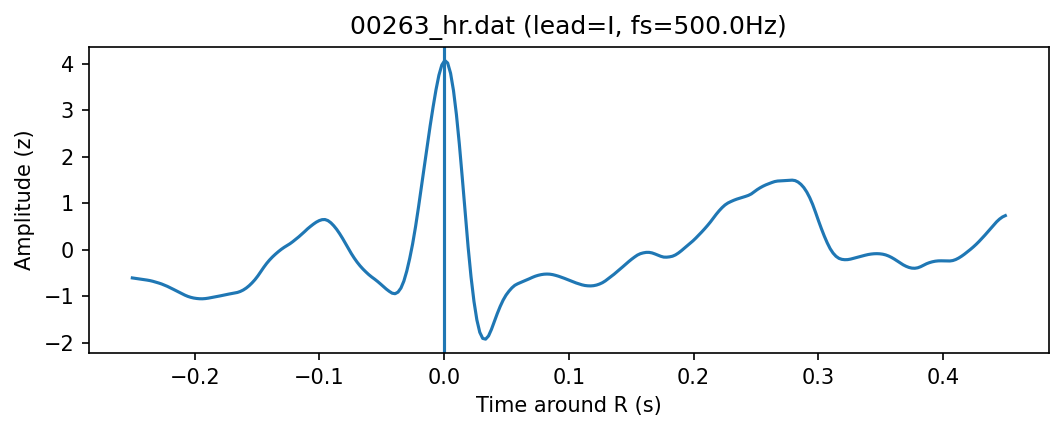 00263_hr.dat (lead=I, fs=500.0Hz)
Amplitude (z)
4
3
2
1
0
−1
−2
−0.2 −0.1 0.0 0.1 0.2 0.3 0.4
Time around R (s)